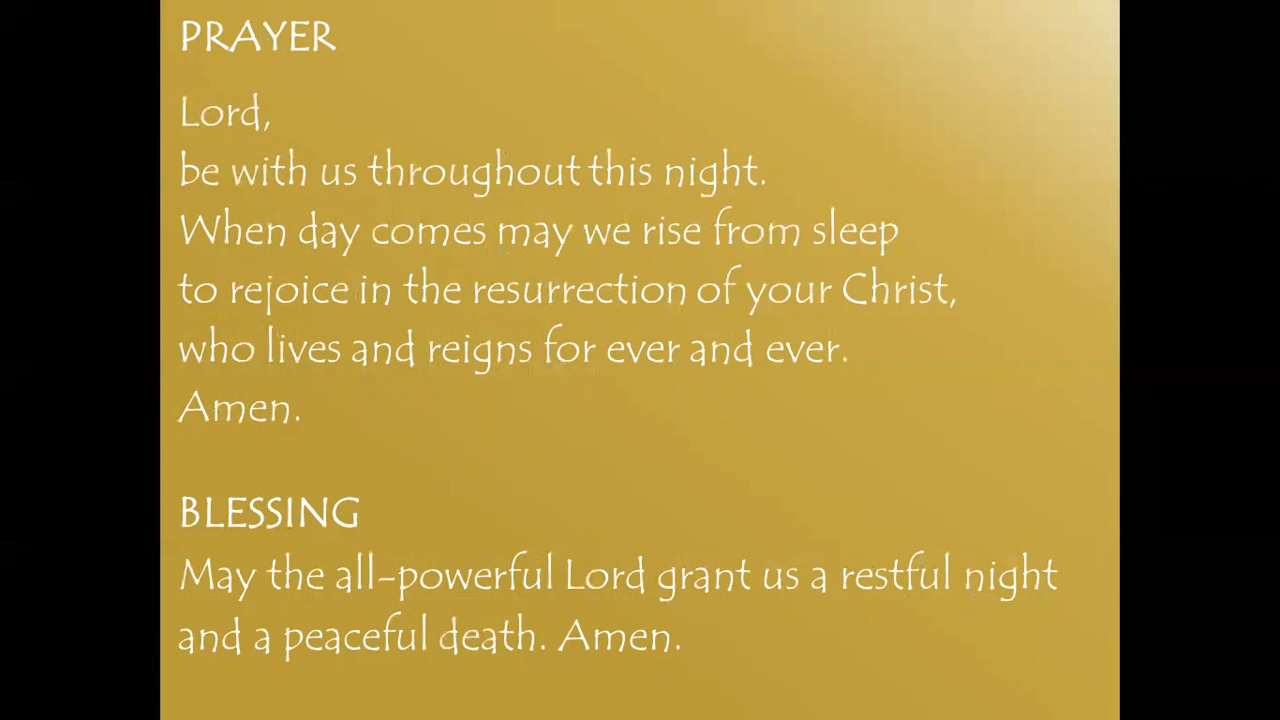 PRAYER
Lord,
be with us throughout this night.
When day comes may we rise from sleep
to rejoice in the resurrection of your Christ,
who lives and reigns for ever and ever.
Amen.
BLESSING
May the all-powerful Lord grant us a restful night
and a peaceful death. Amen.